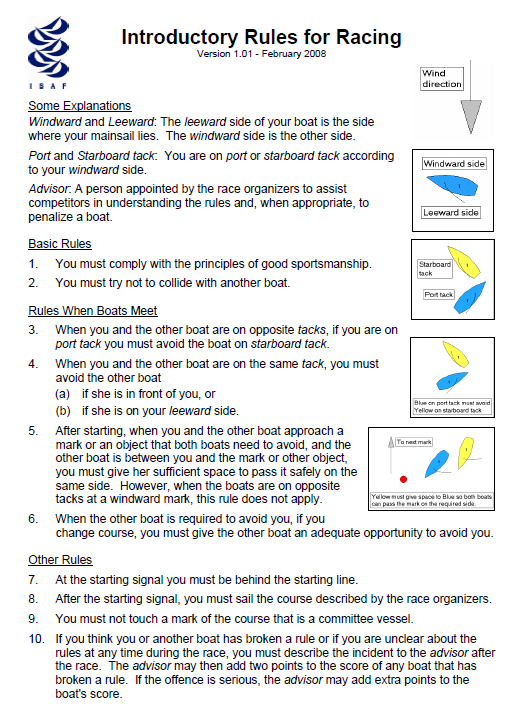 Introductory Rules for Racing
Version 1.01 - February 2008
I S A F
Wind
direction
Some Explanations
Windward and Leeward: The leeward side of your boat is the side
where your mainsail lies. The windward side is the other side.
Port and Starboard tack: You are on port or starboard tack according
to your windward side.
Advisor: A person appointed by the race organizers to assist
competitors in understanding the rules and, when appropriate, to
penalize a boat.
Windward side
Leeward side
Basic Rules
1. You must comply with the principles of good sportsmanship.
2. You must try not to collide with another boat.
Starboard
tack
Port tack
Rules When Boats Meet
3. When you and the other boat are on opposite tacks, if you are on
port tack you must avoid the boat on starboard tack.
4. When you and the other boat are on the same tack, you must
avoid the other boat
(a) if she is in front of you, or
(b) if she is on your leeward side.
Blue on port tack must avoid
Yellow on starboard tack
5. After starting, when you and the other boat approach a
mark or an object that both boats need to avoid, and the
other boat is between you and the mark or other object,
you must give her sufficient space to pass it safely on the
same side. However, when the boats are on opposite
tacks at a windward mark, this rule does not apply.
To next mark
Yellow must give space to Blue so both boats
can pass the mark on the required side.
6. When the other boat is required to avoid you, if you
change course, you must give the other boat an adequate opportunity to avoid you.
Other Rules
7. At the starting signal you must be behind the starting line.
8. After the starting signal, you must sail the course described by the race organizers.
9. You must not touch a mark of the course that is a committee vessel.
10. If you think you or another boat has broken a rule or if you are unclear about the
rules at any time during the race, you must describe the incident to the advisor after
the race. The advisor may then add two points to the score of any boat that has
broken a rule. If the offence is serious, the advisor may add extra points to the
boat's score.